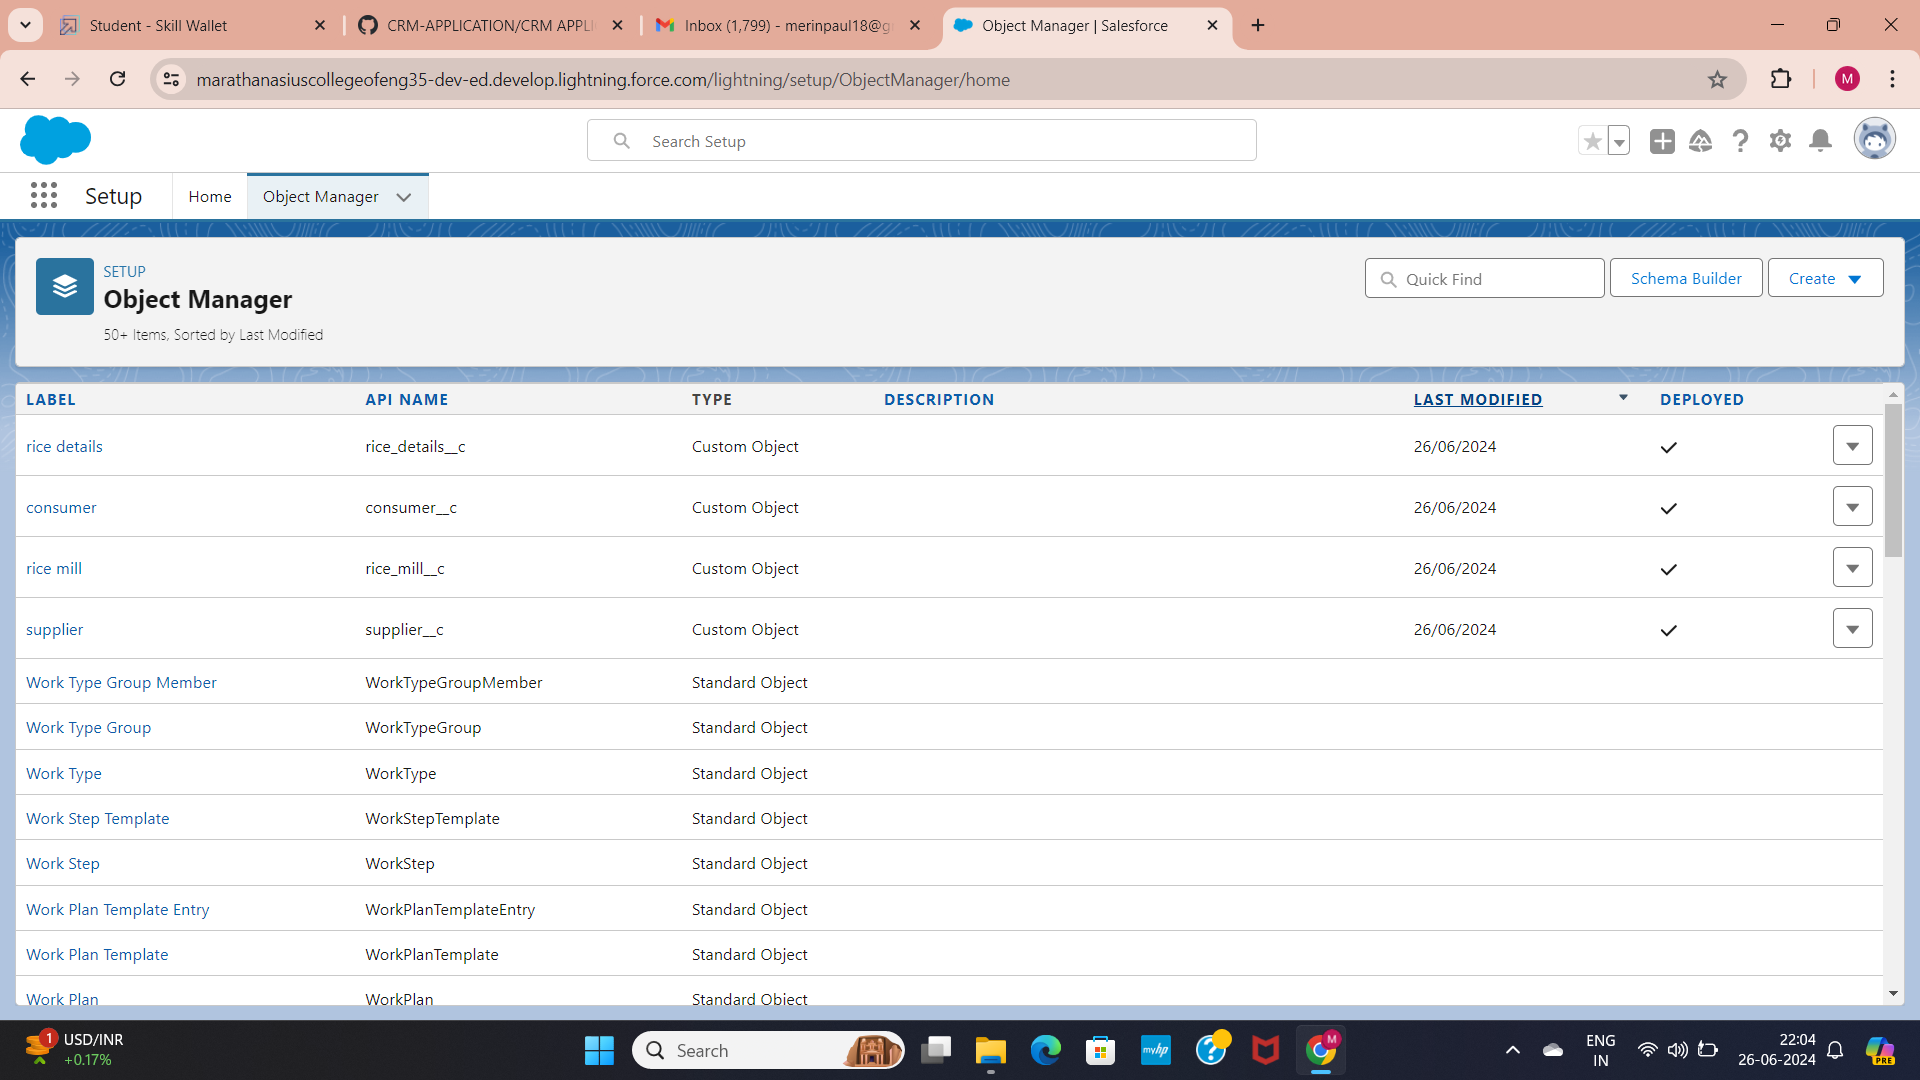 Student - Skill Wallet
CRM-APPLICATION/CRM APPLI
Inbox (1,799) - merinpaul18@g
Object Manager | Salesforce
marathanasiuscollegeofeng35-dev-ed.develop.lightning.force.com/lightning/setup/ObjectManager/home
M
Search Setup
Setup
Home
Object Manager
SETUP
Object Manager
50+ Items, Sorted by Last Modified
Quick Find
Schema Builder
Create
LABEL API NAME TYPE DESCRIPTION LAST MODIFIED DEPLOYED
rice details rice_details__c Custom Object 26/06/2024
consumer consumer__c Custom Object 26/06/2024
rice mill rice_mill__c Custom Object 26/06/2024
supplier supplier__c Custom Object 26/06/2024
Work Type Group Member WorkTypeGroupMember Standard Object
Work Type Group WorkTypeGroup Standard Object
Work Type WorkType Standard Object
Work Step Template WorkStepTemplate Standard Object
Work Step WorkStep Standard Object
Work Plan Template Entry WorkPlanTemplateEntry Standard Object
Work Plan Template WorkPlanTemplate Standard Object
Work Plan WorkPlan Standard Object
1
USD/INR
+0.17%
Search
myhp
M
ENG
IN
22:04
26-06-2024
PRE